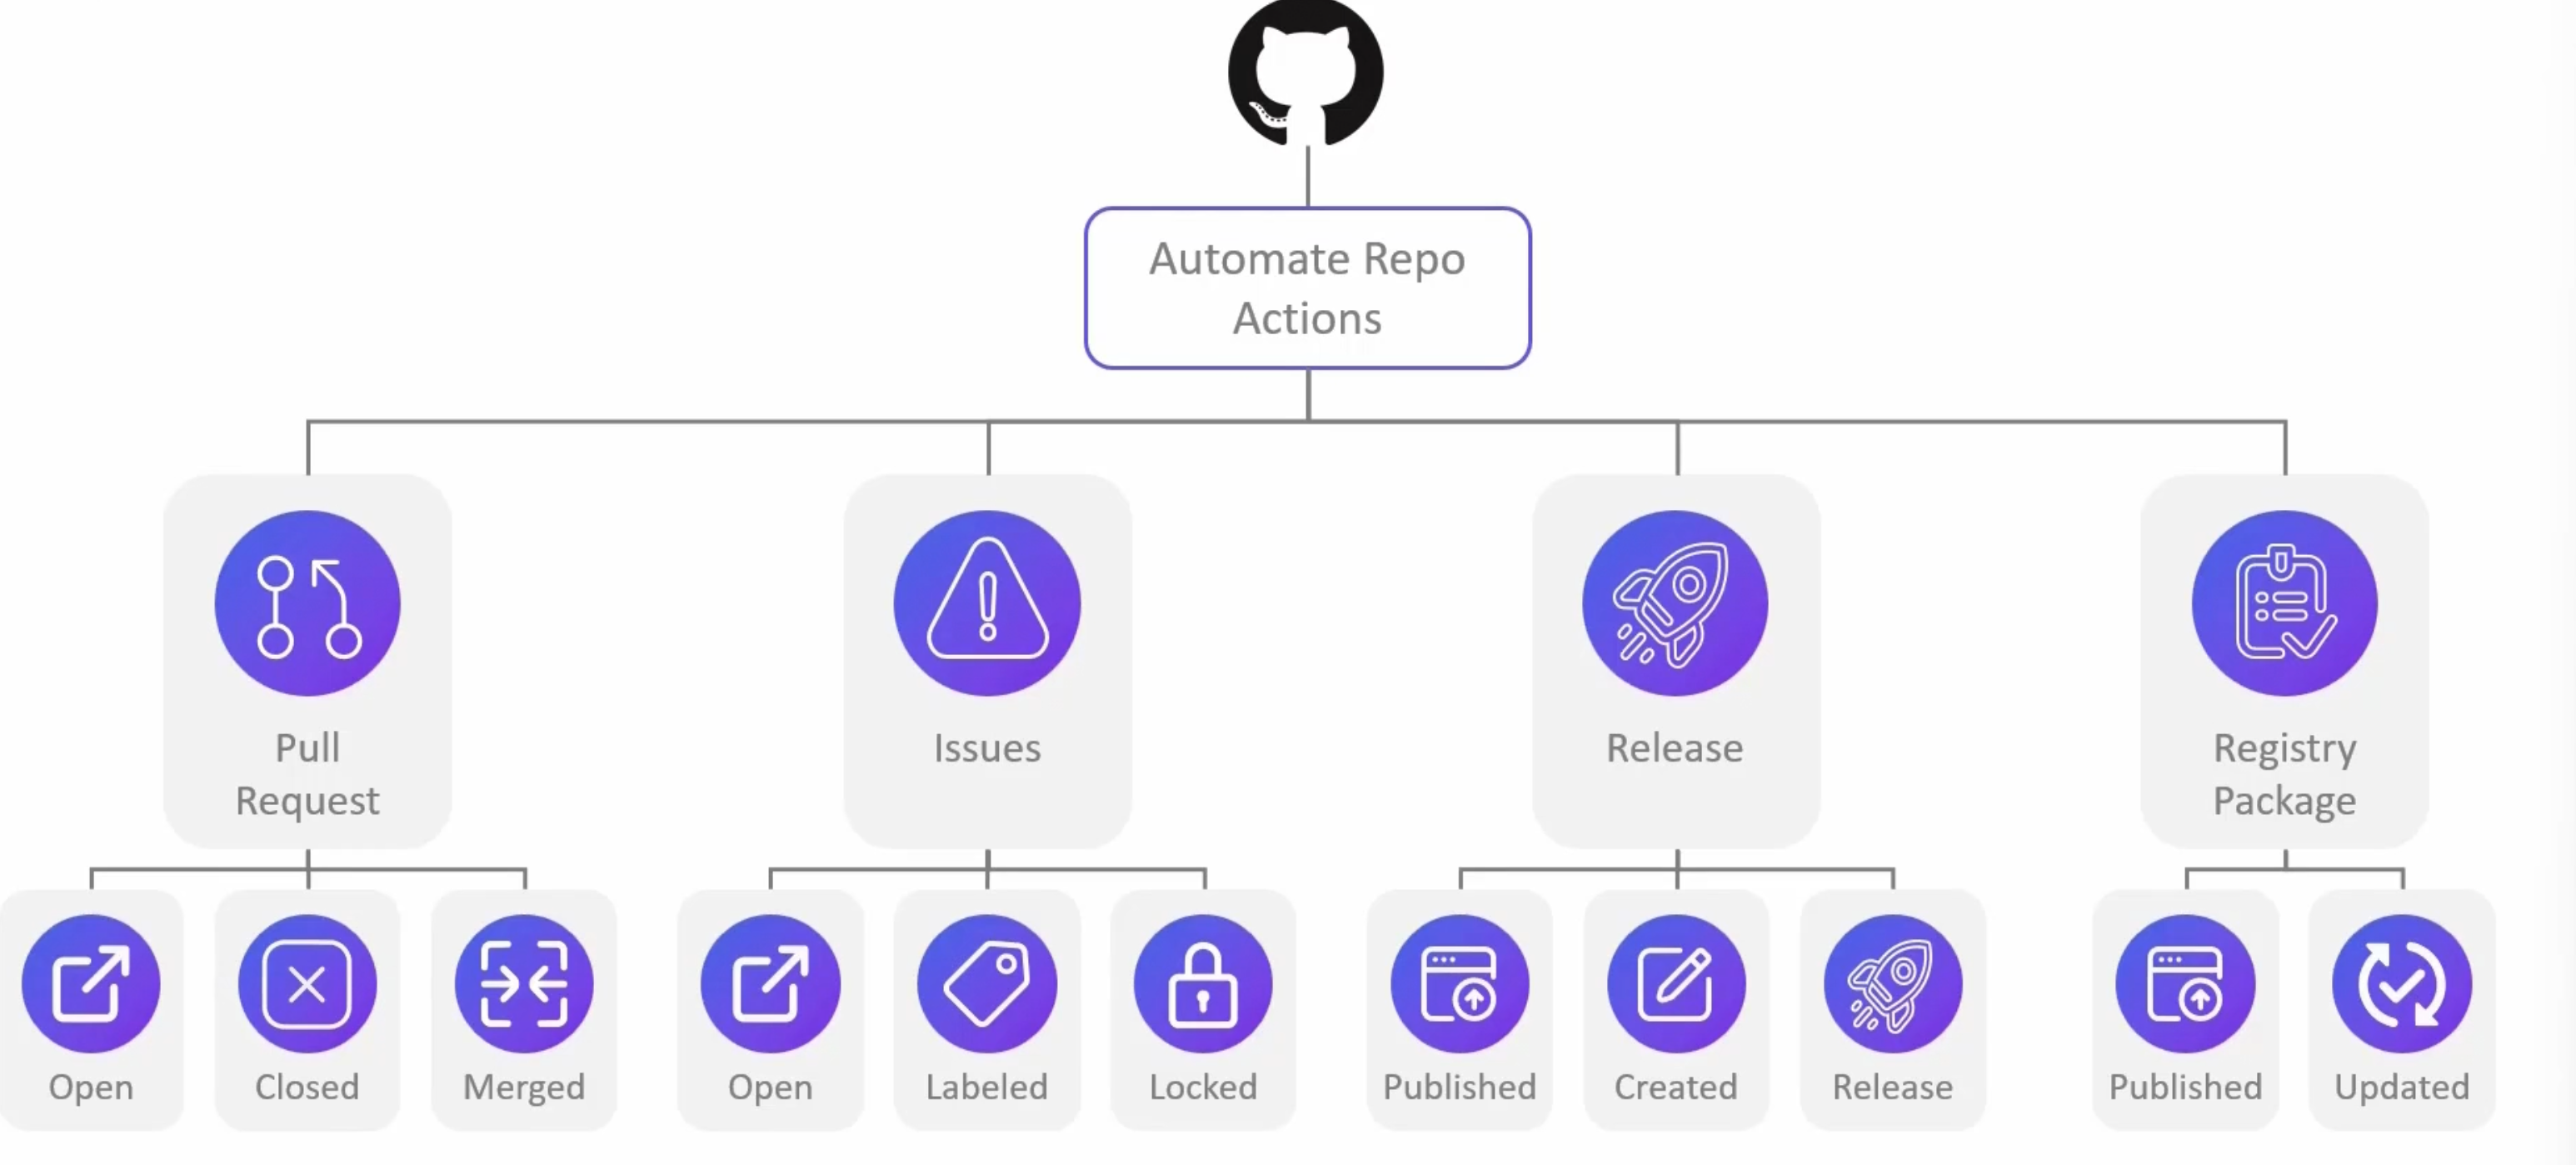 Automate Repo
Actions
Pull
Request
Issues
Release
Registry
Package
Open
Closed
Merged
Open
Labeled
Locked
Published
Created
Release
Published
Updated